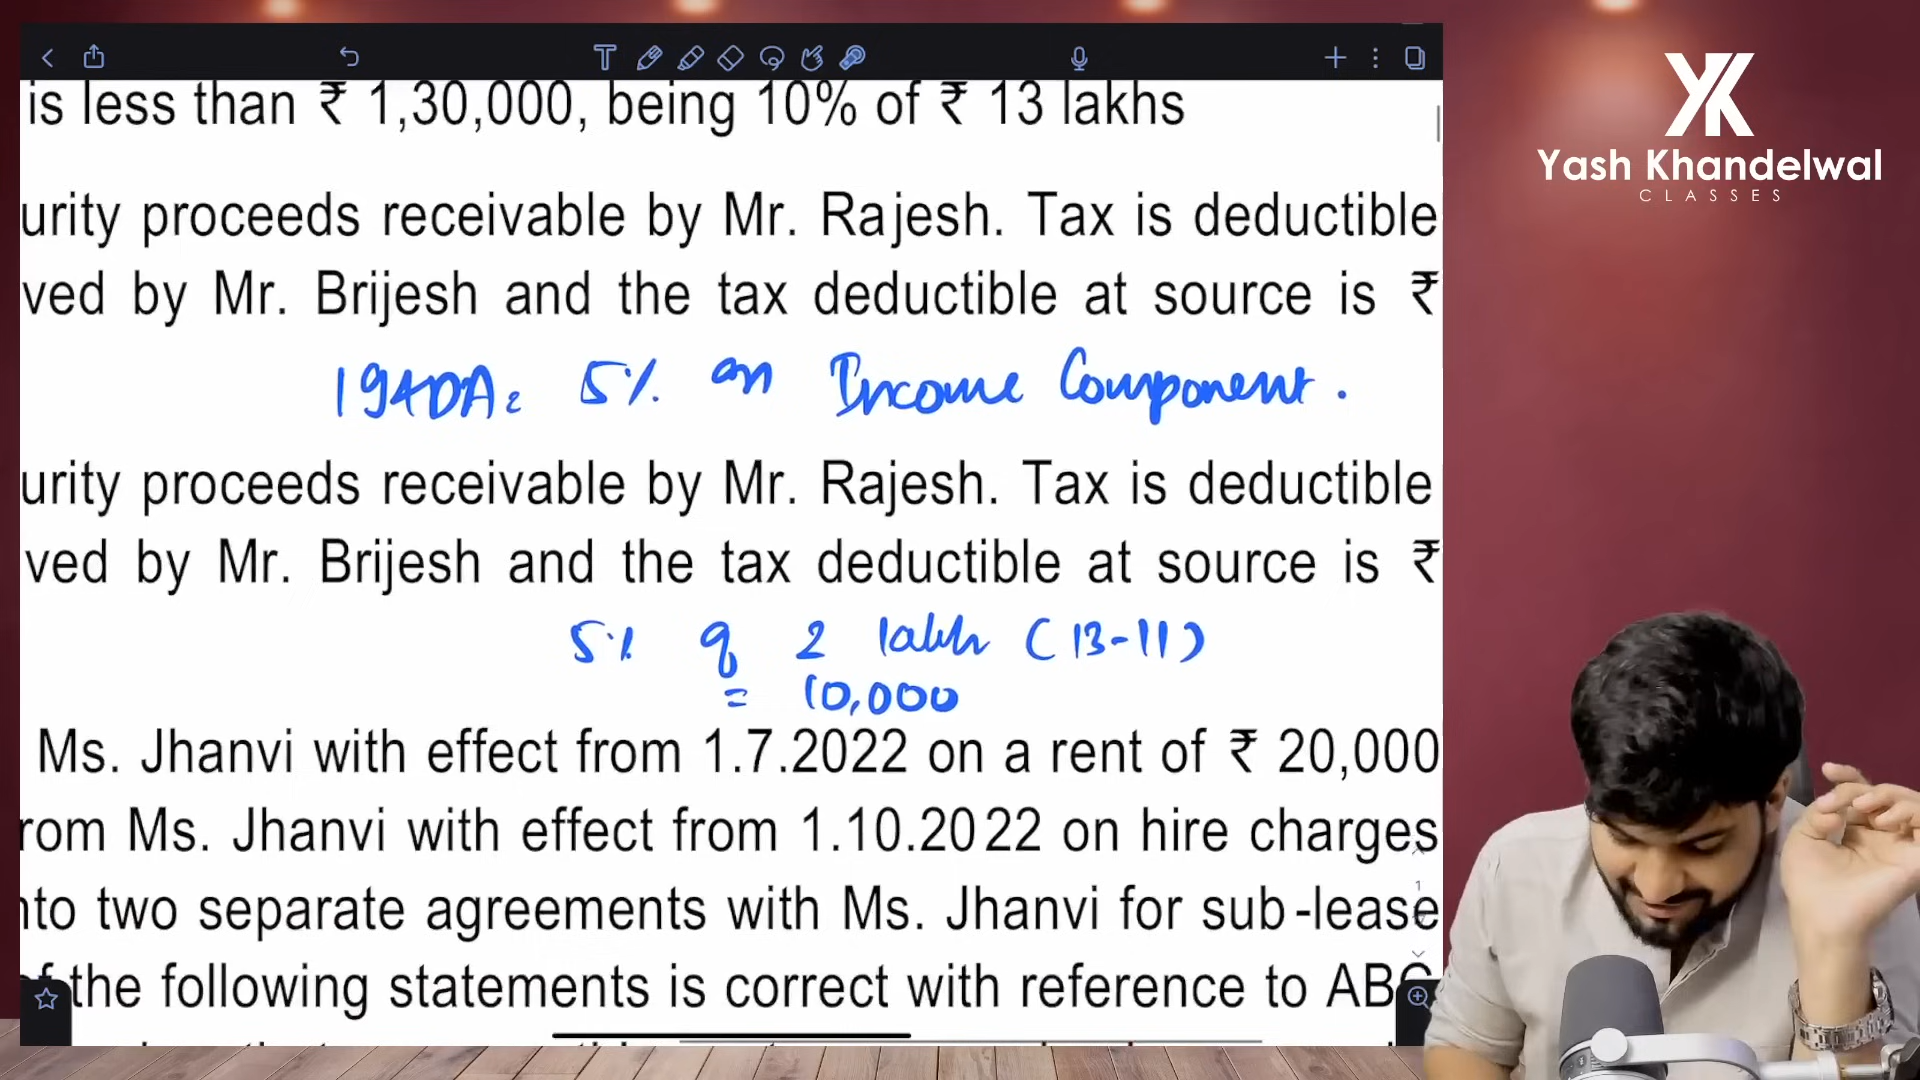 is less than ₹ 1,30,000, being 10% of ₹ 13 lakhs
urity proceeds receivable by Mr. Rajesh. Tax is deductible
ved by Mr. Brijesh and the tax deductible at source is ₹
194DA: 5% on Income Component.
urity proceeds receivable by Mr. Rajesh. Tax is deductible
ved by Mr. Brijesh and the tax deductible at source is ₹
5% of 2 lakh (13-11)
= 10,000
Ms. Jhanvi with effect from 1.7.2022 on a rent of ₹ 20,000
rom Ms. Jhanvi with effect from 1.10.2022 on hire charges
nto two separate agreements with Ms. Jhanvi for sub-lease
of the following statements is correct with reference to ABC
1
YK
Yash Khandelwal
CLASSES